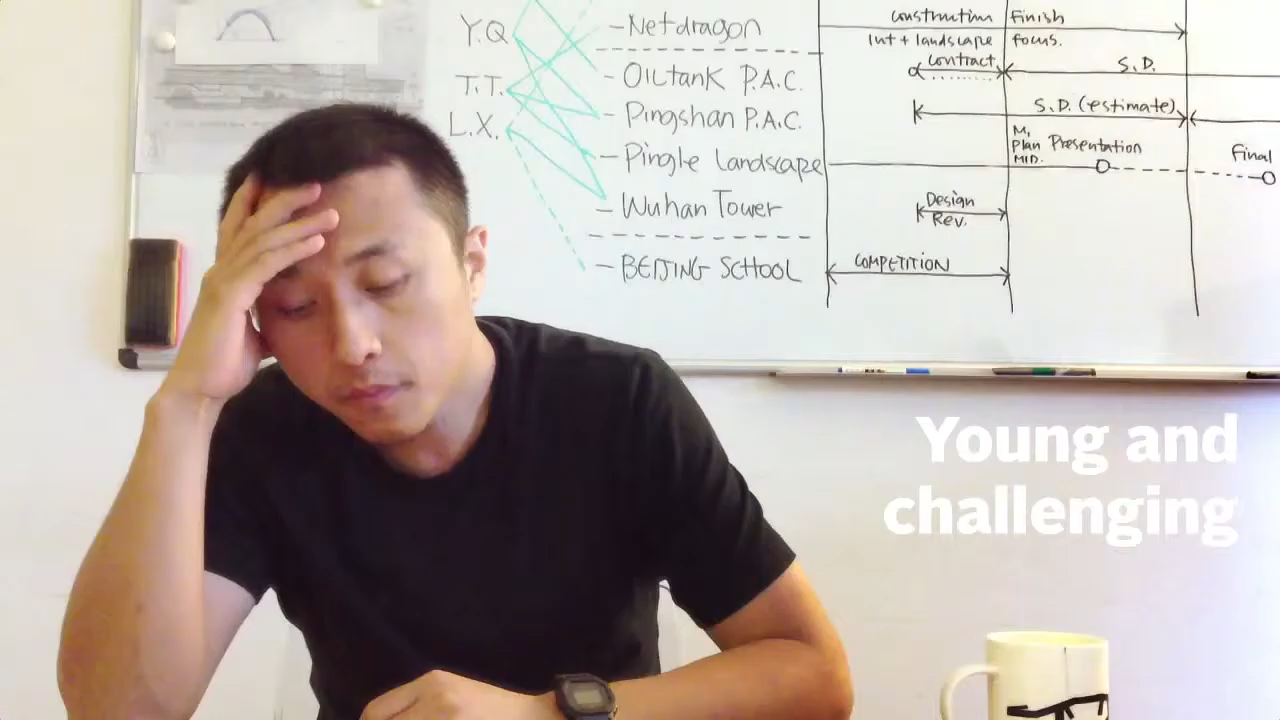 Y.Q
T.T.
L.X.
- Netdragon
- OILtank P.A.C.
- Pingshan P.A.C.
- Pingle Landscape
- Wuhan Tower
- BEIJING SCHOOL
construction Finish
Int + landscape focus.
contract
S.D.
S.D. (estimate)
M.
Plan Presentation
MID.
Final
Design
Rev.
COMPETITION
Young and
challenging